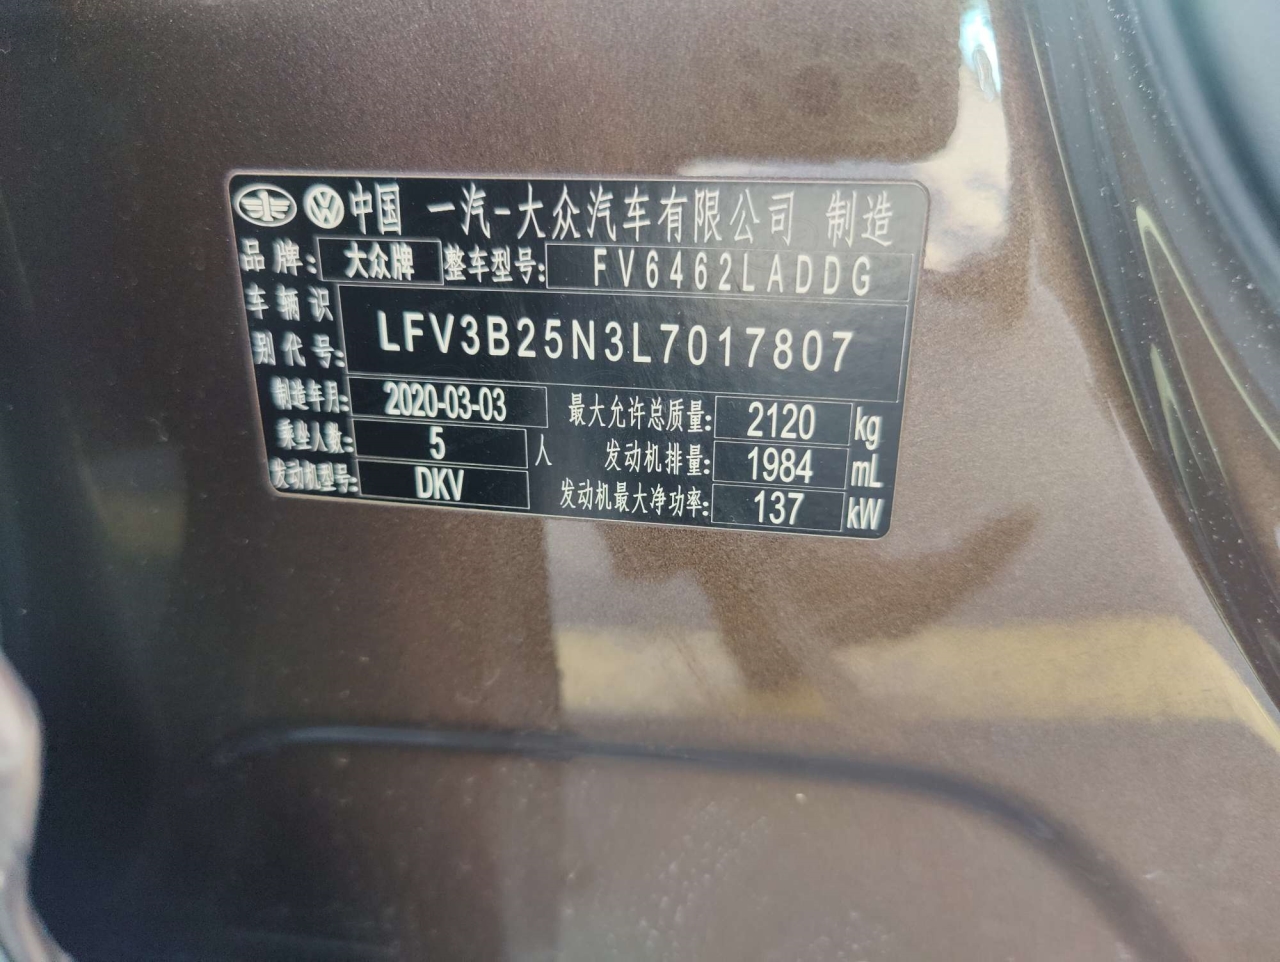 中国 一汽-大众汽车有限公司 制造
品牌: 大众牌 整车型号: FV6462LADDG
车辆识别代号: LFV3B25N3L7017807
制造年月: 2020-03-03 最大允许总质量: 2120 kg
乘坐人数: 5 人 发动机排量: 1984 mL
发动机型号: DKV 发动机最大净功率: 137 kW